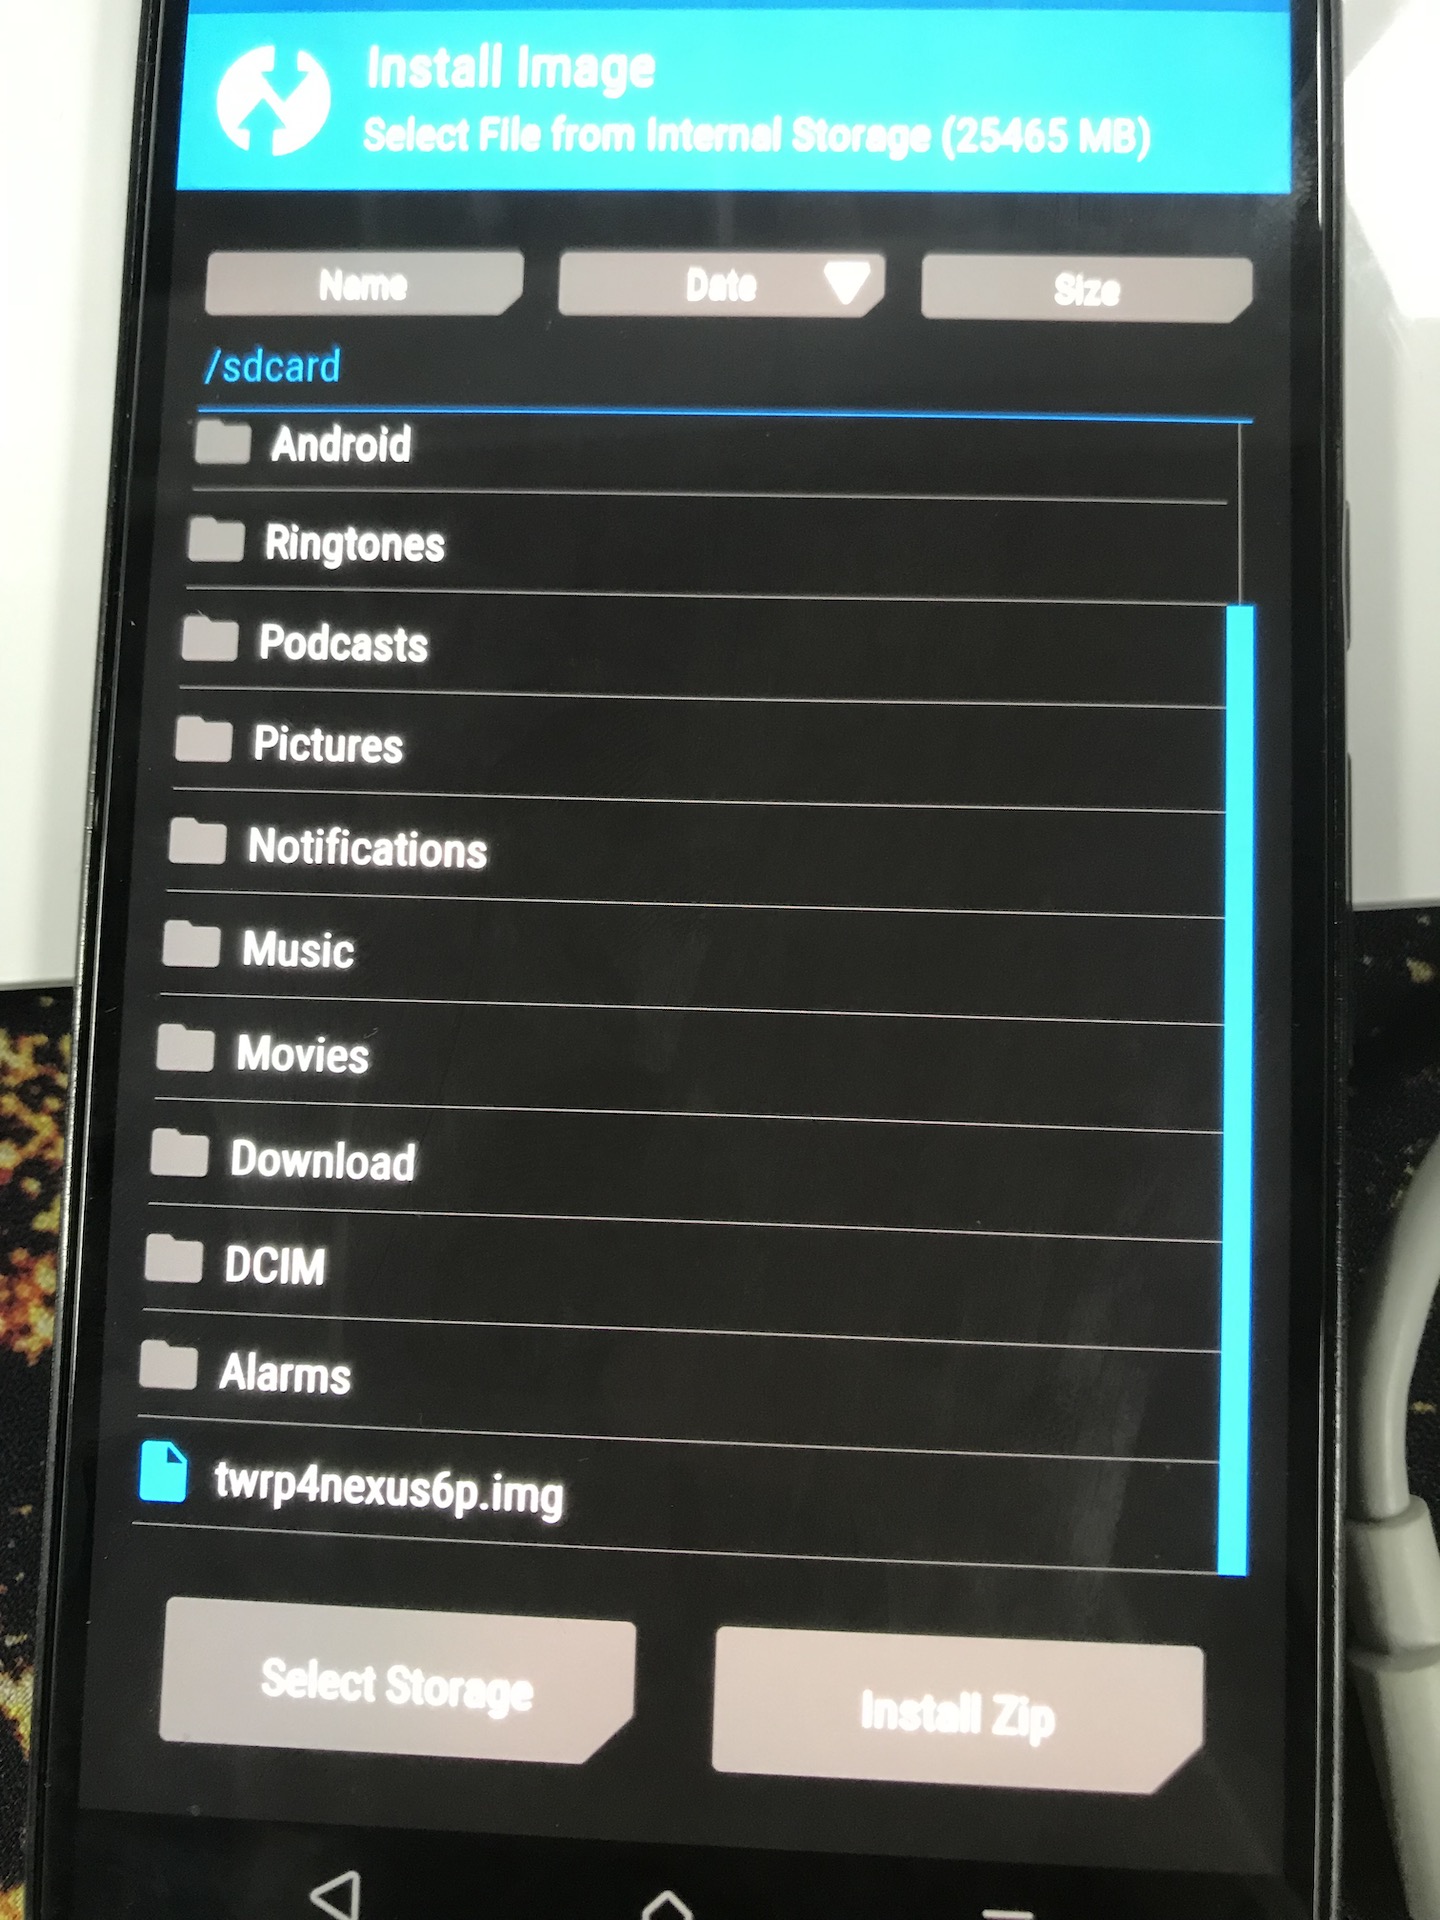 Install Image
Select File from Internal Storage (25465 MB)
Name Date Size
/sdcard
Android
Ringtones
Podcasts
Pictures
Notifications
Music
Movies
Download
DCIM
Alarms
twrp4nexus6p.img
Select Storage Install Zip